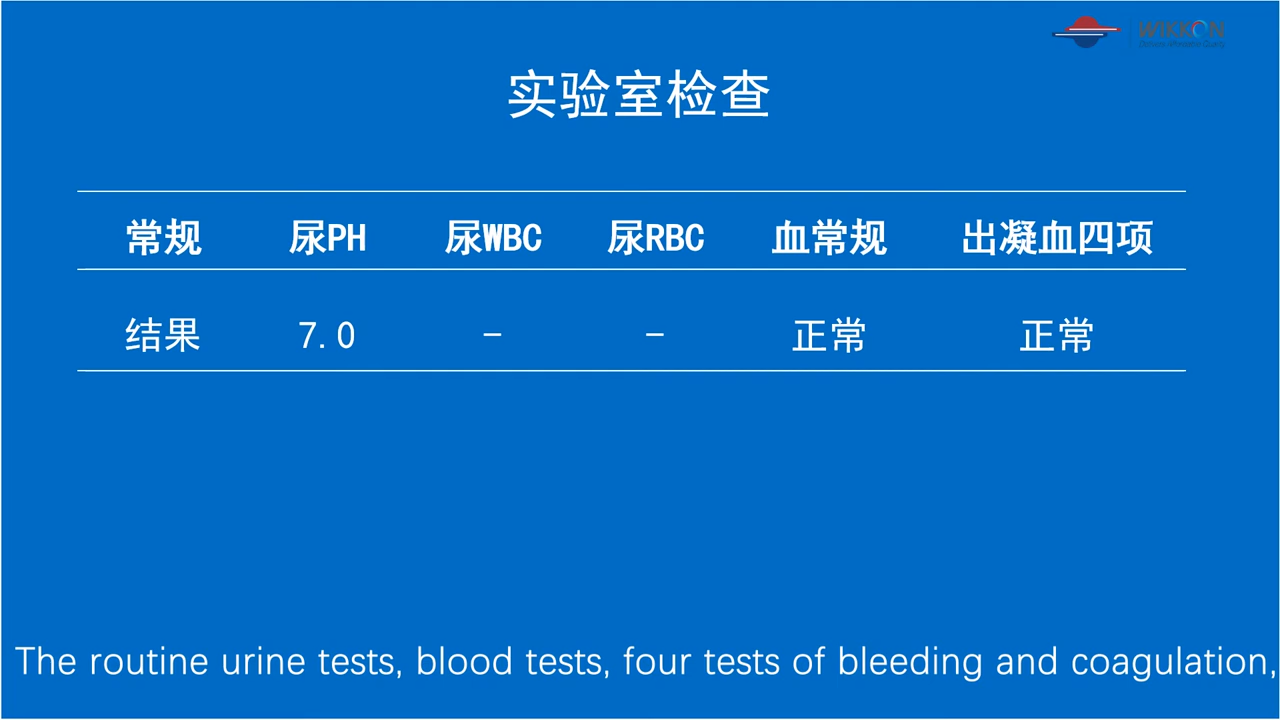 WIKKON
实验室检查
常规 尿PH 尿WBC 尿RBC 血常规 出凝血四项
结果 7.0 - - 正常 正常
The routine urine tests, blood tests, four tests of bleeding and coagulation,